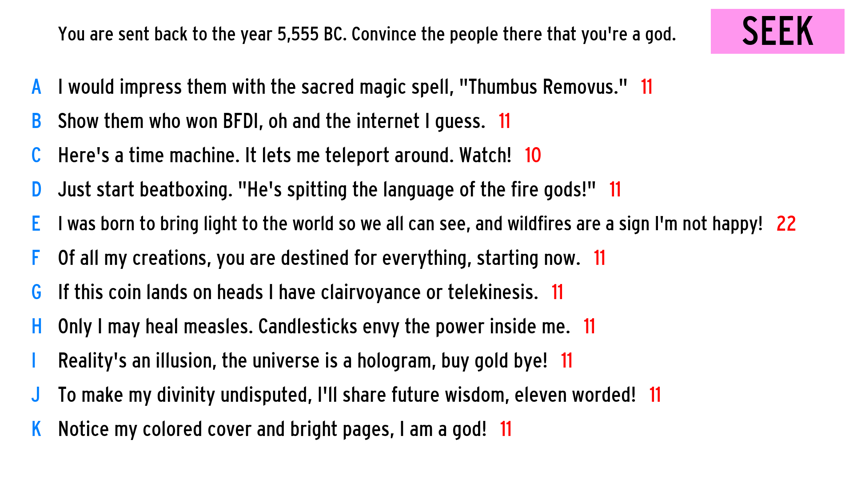 You are sent back to the year 5,555 BC. Convince the people there that you're a god.
SEEK
A I would impress them with the sacred magic spell, "Thumbus Removus." 11
B Show them who won BFDI, oh and the internet I guess. 11
C Here's a time machine. It lets me teleport around. Watch! 10
D Just start beatboxing. "He's spitting the language of the fire gods!" 11
E I was born to bring light to the world so we all can see, and wildfires are a sign I'm not happy! 22
F Of all my creations, you are destined for everything, starting now. 11
G If this coin lands on heads I have clairvoyance or telekinesis. 11
H Only I may heal measles. Candlesticks envy the power inside me. 11
I Reality's an illusion, the universe is a hologram, buy gold bye! 11
J To make my divinity undisputed, I'll share future wisdom, eleven worded! 11
K Notice my colored cover and bright pages, I am a god! 11